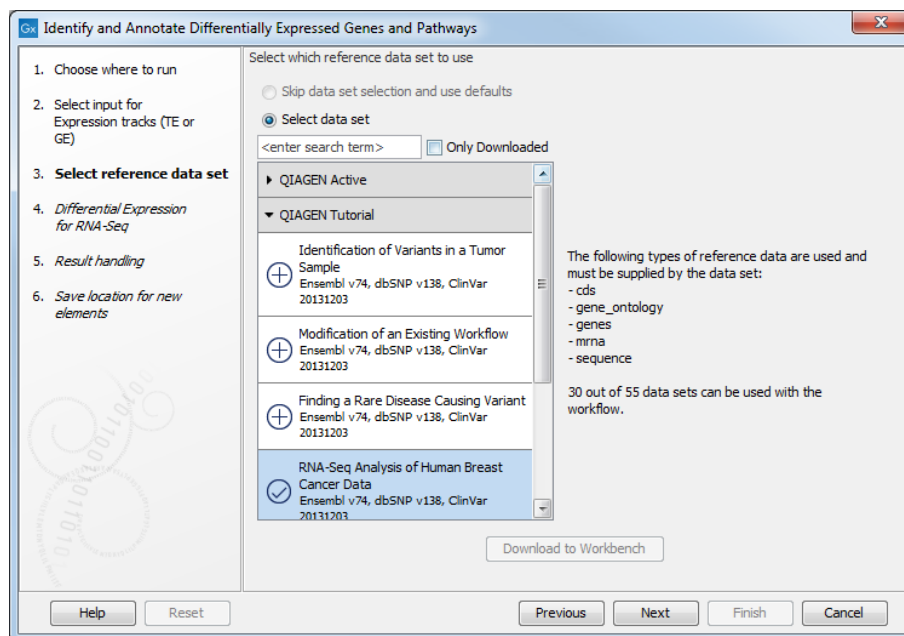 Gx Identify and Annotate Differentially Expressed Genes and Pathways
1. Choose where to run
2. Select input for
Expression tracks (TE or
GE)
3. Select reference data set
4. Differential Expression
for RNA-Seq
5. Result handling
6. Save location for new
elements
Select which reference data set to use
Skip data set selection and use defaults
Select data set
<enter search term>
Only Downloaded
QIAGEN Active
QIAGEN Tutorial
Identification of Variants in a Tumor
Sample
Ensembl v74, dbSNP v138, ClinVar
20131203
Modification of an Existing Workflow
Ensembl v74, dbSNP v138, ClinVar
20131203
Finding a Rare Disease Causing Variant
Ensembl v74, dbSNP v138, ClinVar
20131203
RNA-Seq Analysis of Human Breast
Cancer Data
Ensembl v74, dbSNP v138, ClinVar
20131203
The following types of reference data are used and
must be supplied by the data set:
- cds
- gene_ontology
- genes
- mrna
- sequence
30 out of 55 data sets can be used with the
workflow.
Download to Workbench
Help
Reset
Previous
Next
Finish
Cancel